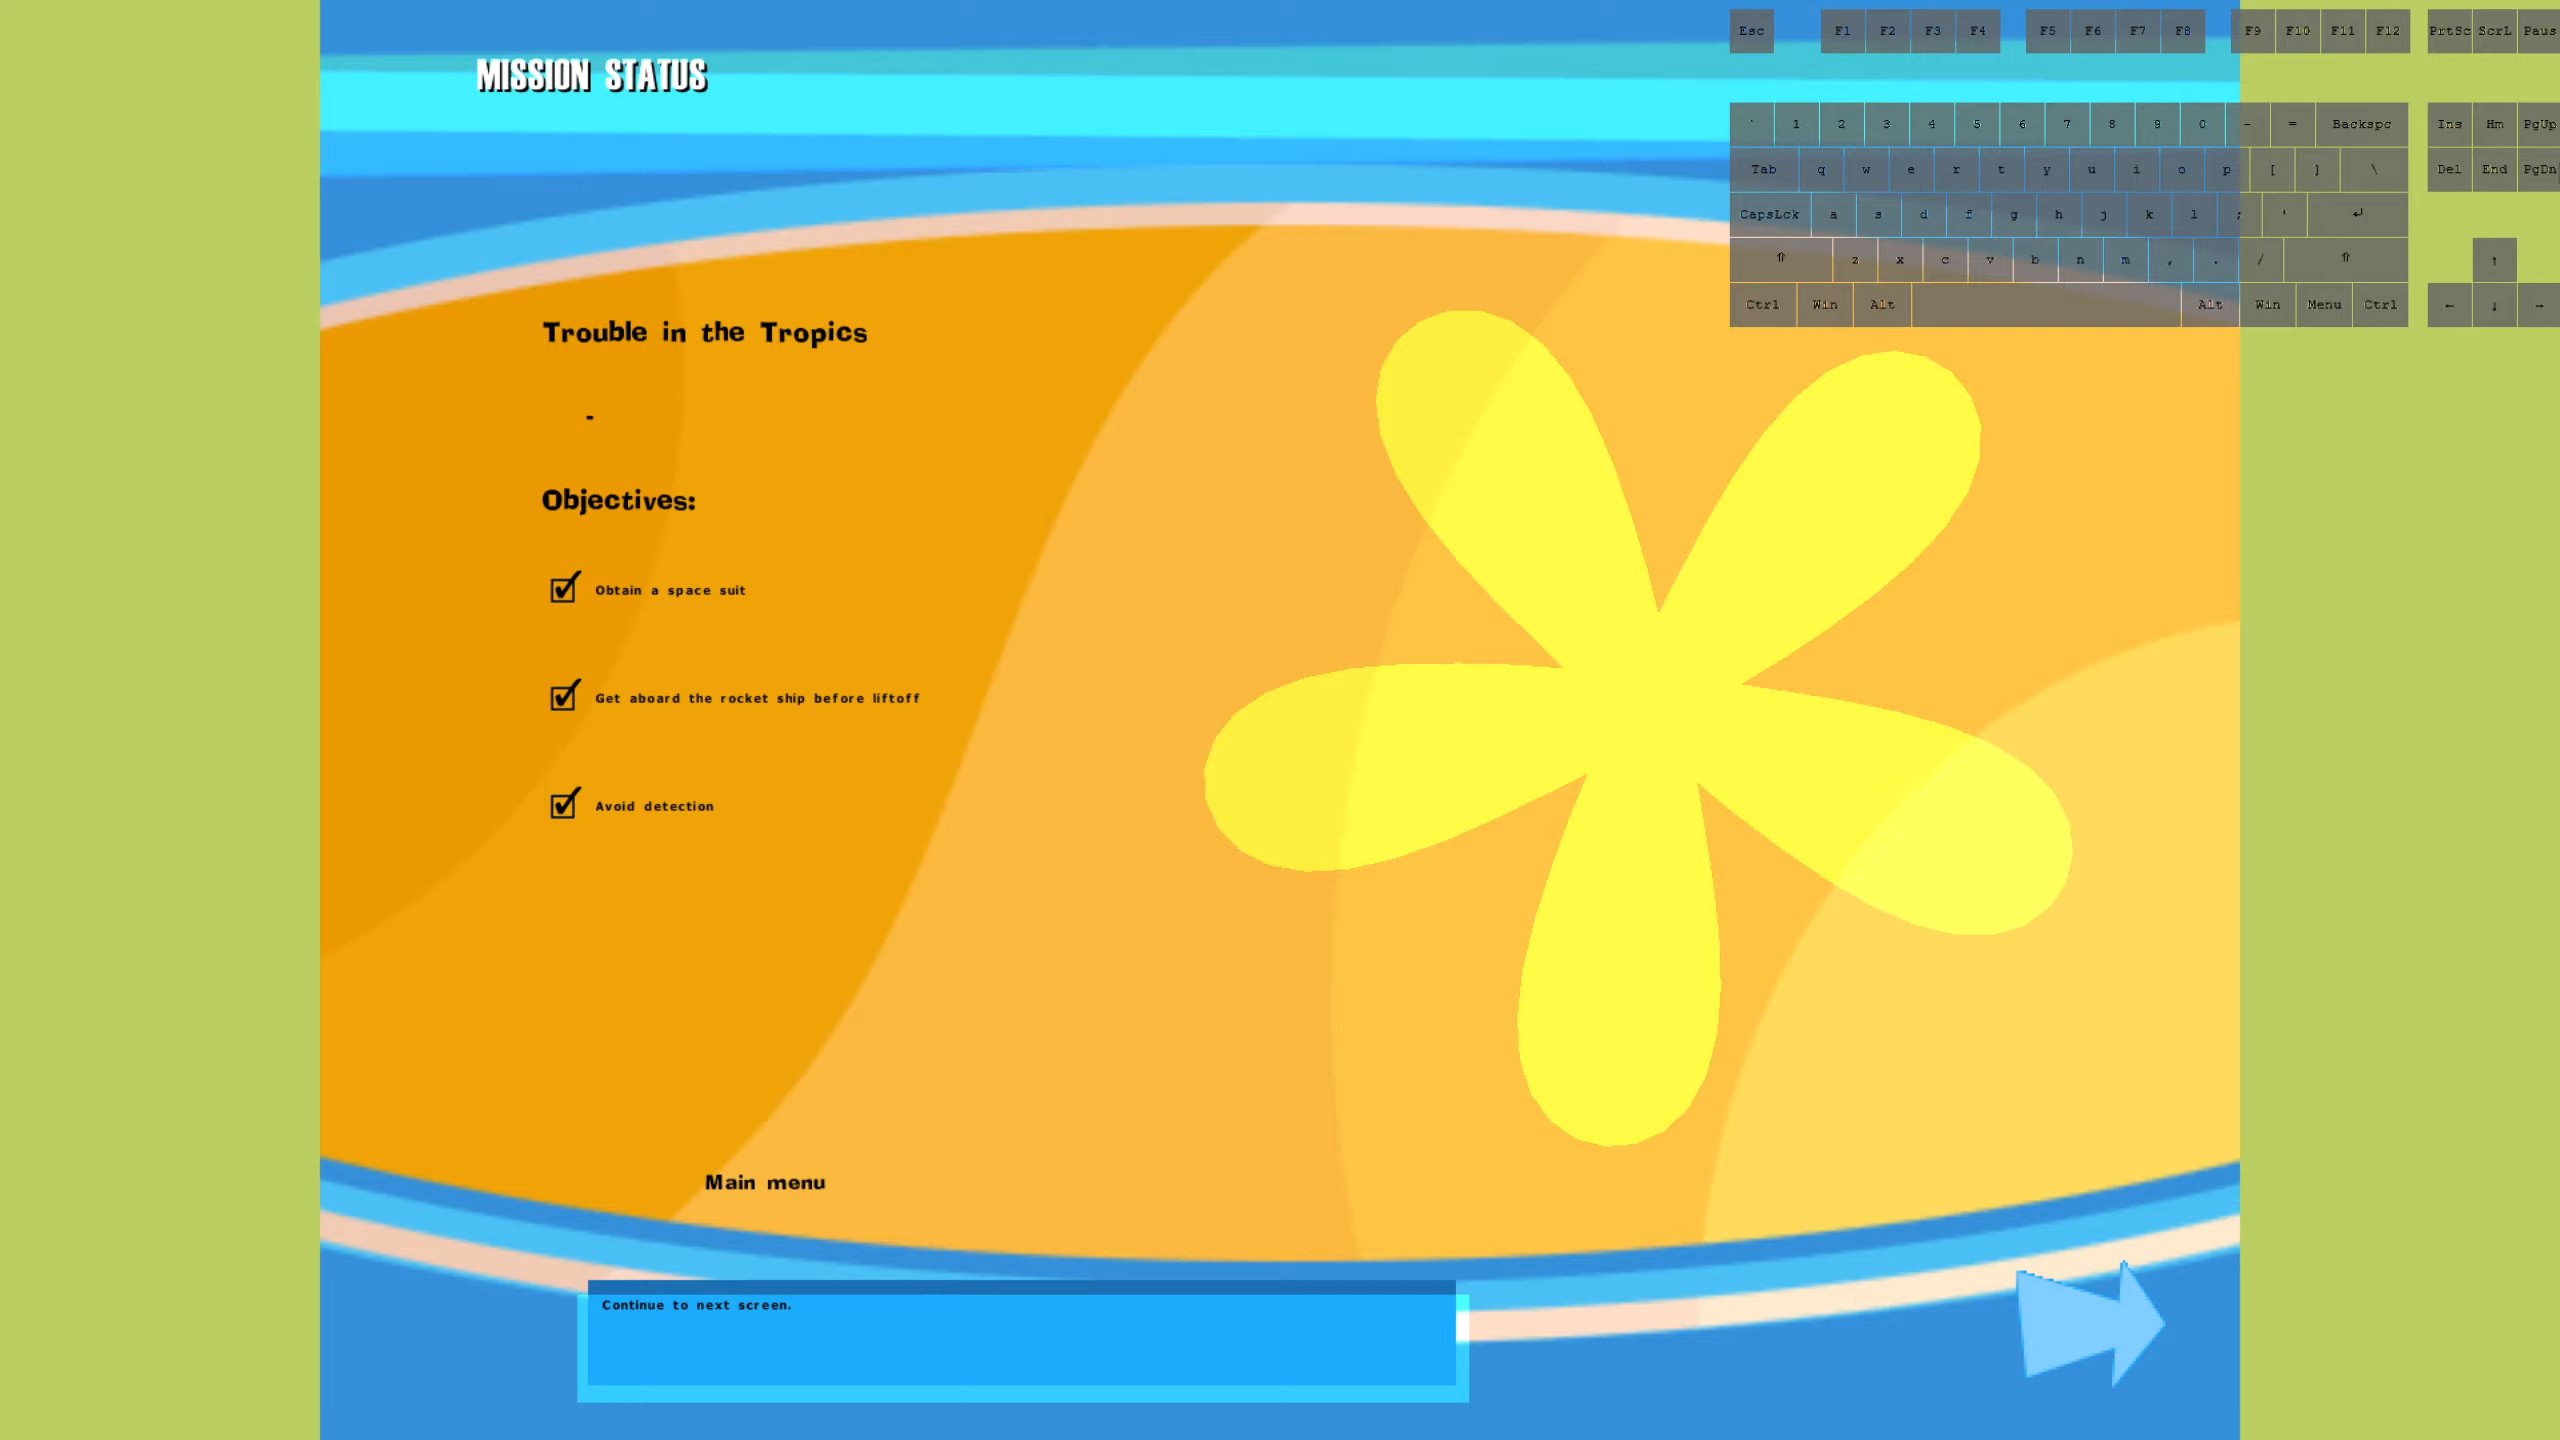 MISSION STATUS
Trouble in the Tropics
-
Objectives:
Obtain a space suit
Get aboard the rocket ship before liftoff
Avoid detection
Main menu
Continue to next screen.
Esc F1 F2 F3 F4 F5 F6 F7 F8 F9 F10 F11 F12 PrtSc ScrL Paus
` 1 2 3 4 5 6 7 8 9 0 - = Backspc Ins Hm PgUp
Tab q w e r t y u i o p [ ] \ Del End PgDn
CapsLck a s d f g h j k l ; ' ↵
⇑ z x c v b n m , . / ⇑ ↑
Ctrl Win Alt Alt Win Menu Ctrl ← ↓ →